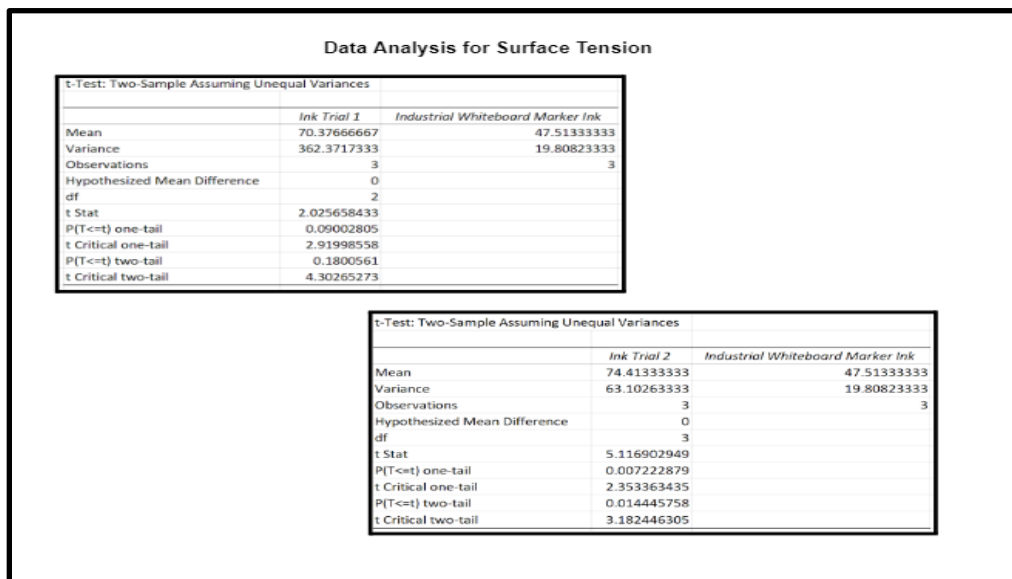 Data Analysis for Surface Tension
t-Test: Two-Sample Assuming Unequal Variances
Ink Trial 1 Industrial Whiteboard Marker Ink
Mean 70.37666667 47.51333333
Variance 362.3717333 19.80823333
Observations 3 3
Hypothesized Mean Difference 0
df 2
t Stat 2.025658433
P(T<=t) one-tail 0.09002805
t Critical one-tail 2.91998558
P(T<=t) two-tail 0.1800561
t Critical two-tail 4.30265273
t-Test: Two-Sample Assuming Unequal Variances
Ink Trial 2 Industrial Whiteboard Marker Ink
Mean 74.41333333 47.51333333
Variance 63.10263333 19.80823333
Observations 3 3
Hypothesized Mean Difference 0
df 3
t Stat 5.116902949
P(T<=t) one-tail 0.007222879
t Critical one-tail 2.353363435
P(T<=t) two-tail 0.014445758
t Critical two-tail 3.182446305